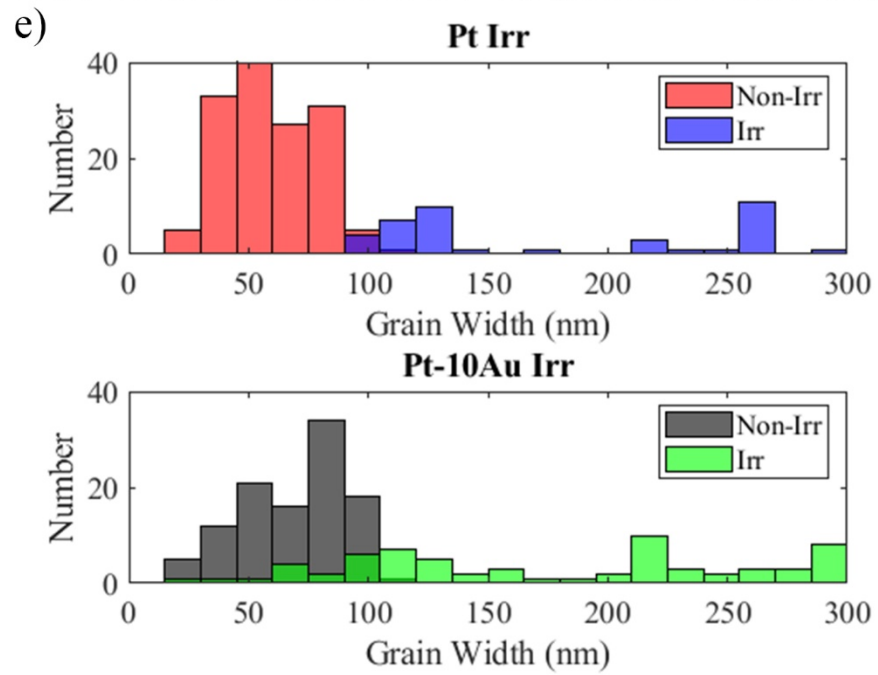 e)
Pt Irr
40
20
0
Number
Non-Irr
Irr
0 50 100 150 200 250 300
Grain Width (nm)
Pt-10Au Irr
40
20
0
Number
Non-Irr
Irr
0 50 100 150 200 250 300
Grain Width (nm)